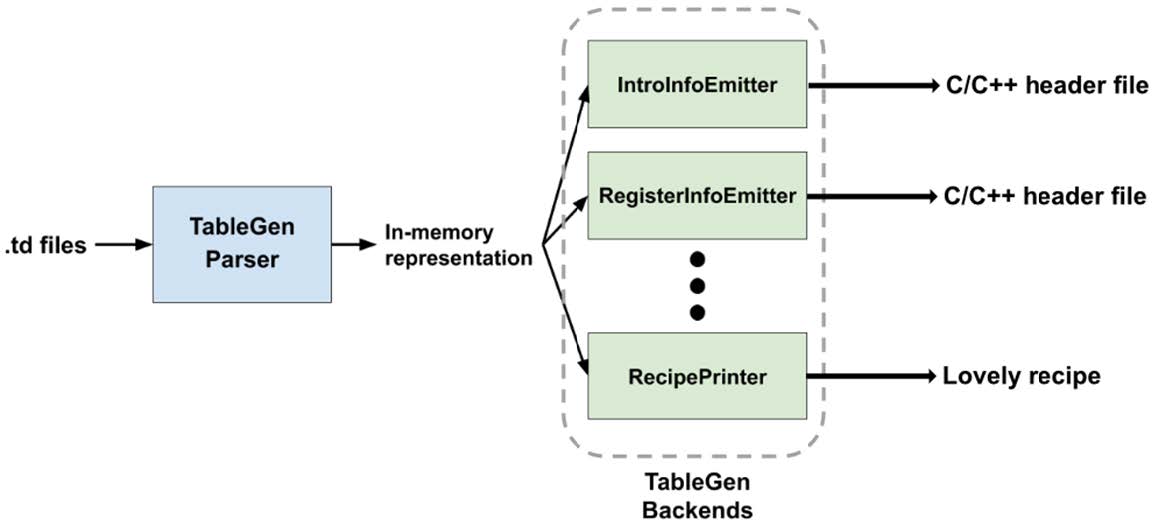 .td files
TableGen
Parser
In-memory
representation
IntroInfoEmitter
C/C++ header file
RegisterInfoEmitter
C/C++ header file
RecipePrinter
Lovely recipe
TableGen
Backends